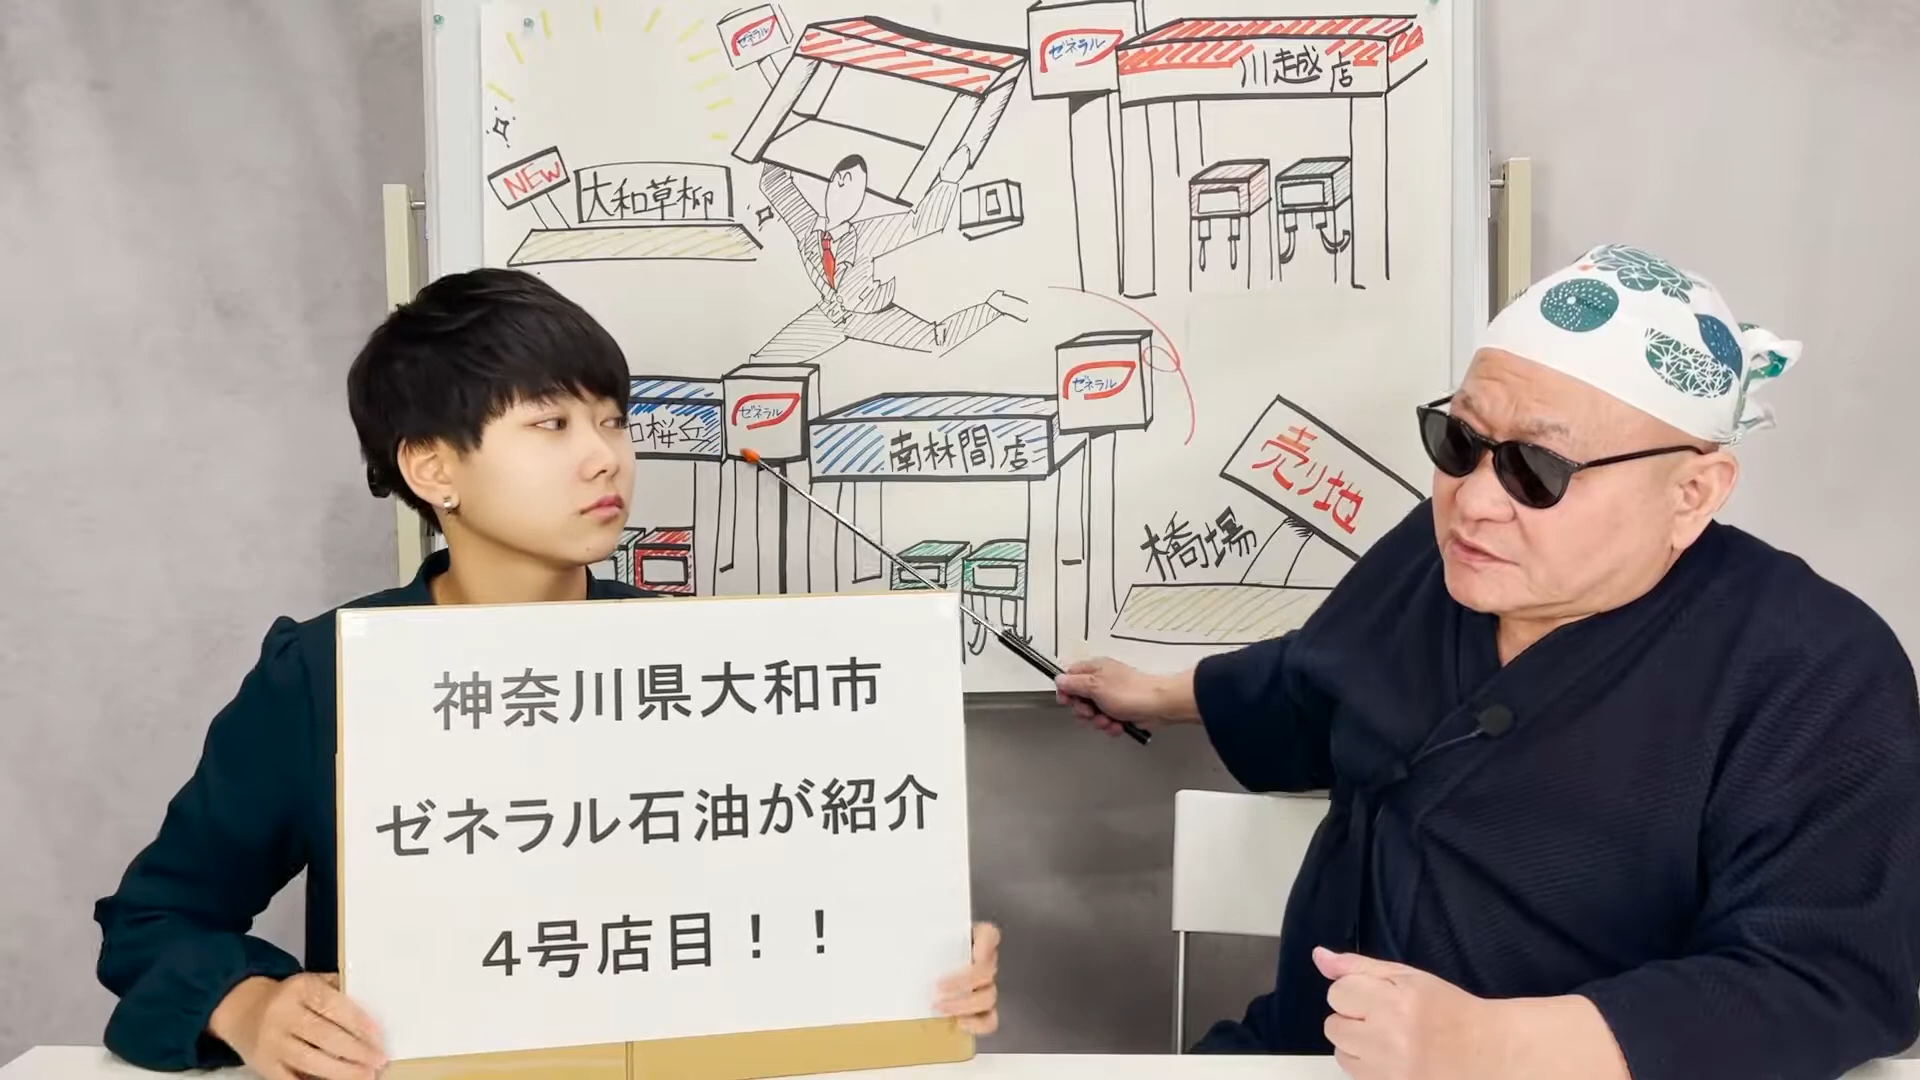 ゼネラル
ゼネラル
川越店
NEW
大和草柳
桜丘
ゼネラル
南林間店
ゼネラル
売り地
橋場
神奈川県大和市
ゼネラル石油が紹介
4号店目！！